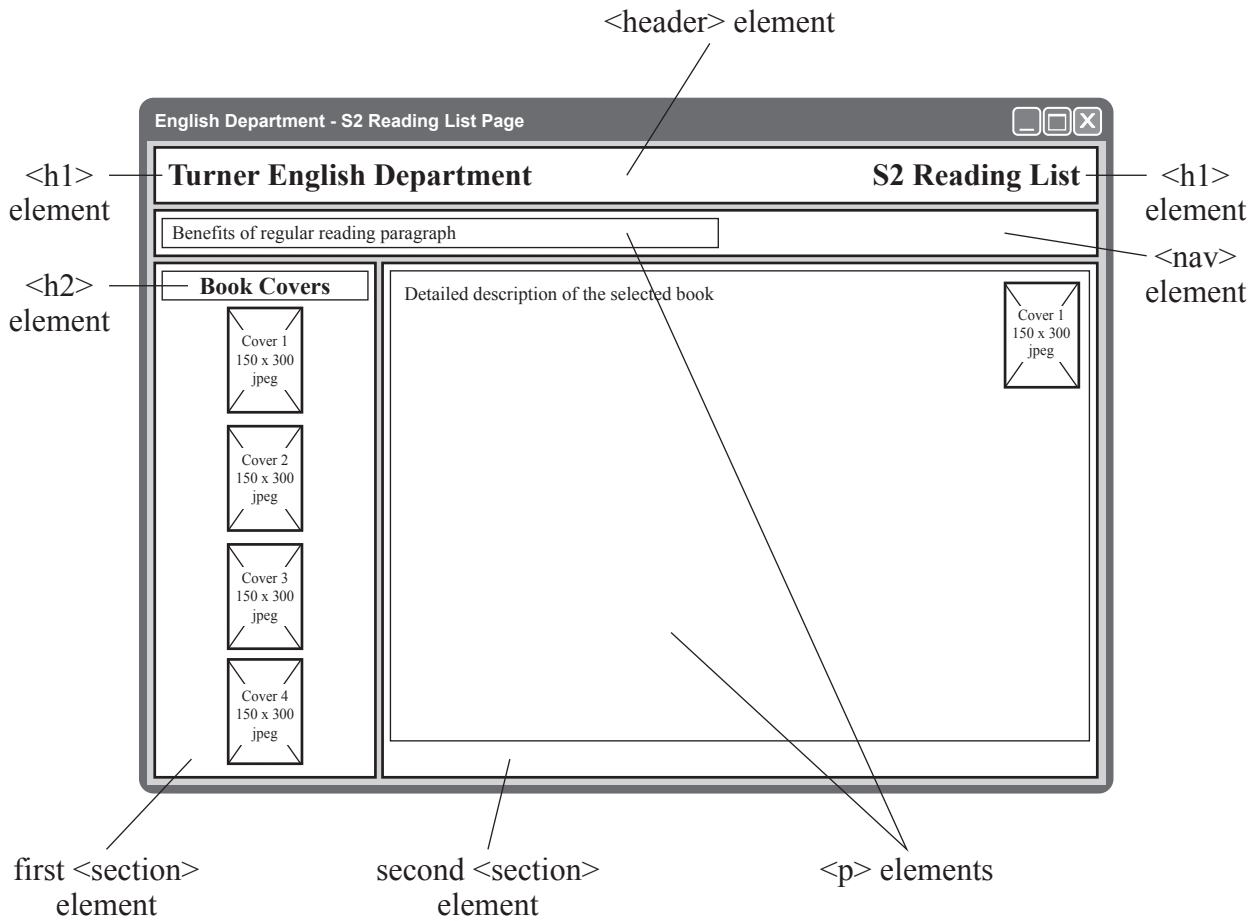 <header> element
English Department - S2 Reading List Page
<h1>
element
Turner English Department
S2 Reading List
<h1>
element
Benefits of regular reading paragraph
<nav>
element
<h2>
element
Book Covers
Cover 1
150 x 300
jpeg
Cover 2
150 x 300
jpeg
Cover 3
150 x 300
jpeg
Cover 4
150 x 300
jpeg
Detailed description of the selected book
Cover 1
150 x 300
jpeg
first <section>
element
second <section>
element
<p> elements